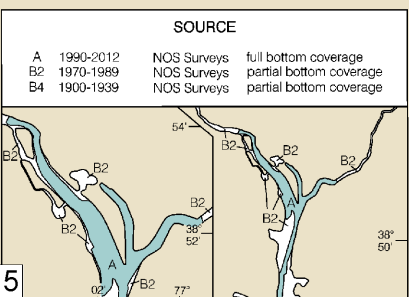 SOURCE
A 1990-2012 NOS Surveys full bottom coverage
B2 1970-1989 NOS Surveys partial bottom coverage
B4 1900-1939 NOS Surveys partial bottom coverage
54'
B2
B2
B2
B2
B2
B2
B2
38°
52'
B2
A
B2
A
38°
50'
B2
5
02'
77°